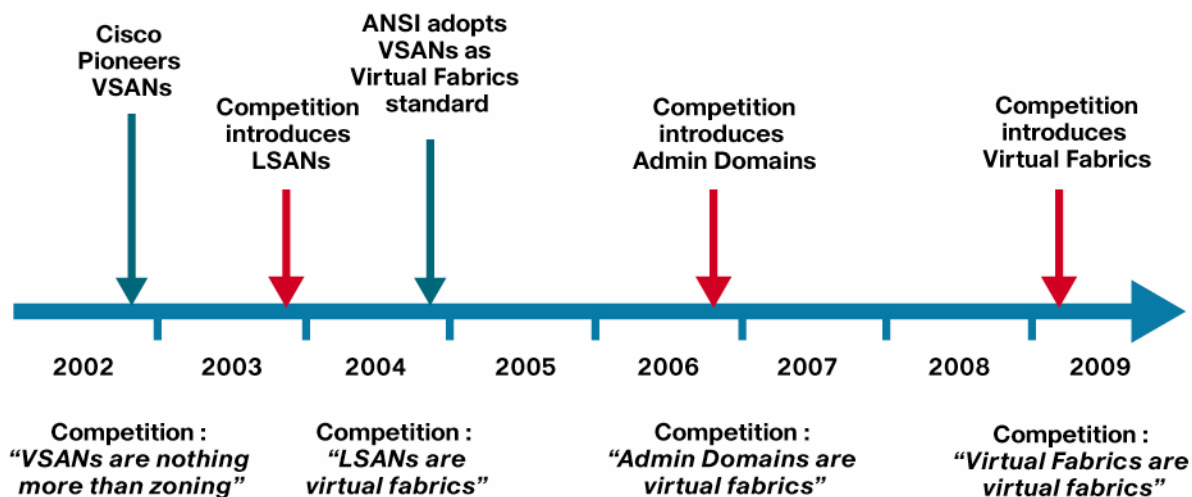 Cisco
Pioneers
VSANs
Competition
introduces
LSANs
ANSI adopts
VSANs as
Virtual Fabrics
standard
Competition
introduces
Admin Domains
Competition
introduces
Virtual Fabrics
2002
2003
2004
2005
2006
2007
2008
2009
Competition :
“VSANs are nothing
more than zoning”
Competition :
“LSANs are
virtual fabrics”
Competition :
“Admin Domains are
virtual fabrics”
Competition :
“Virtual Fabrics are
virtual fabrics”